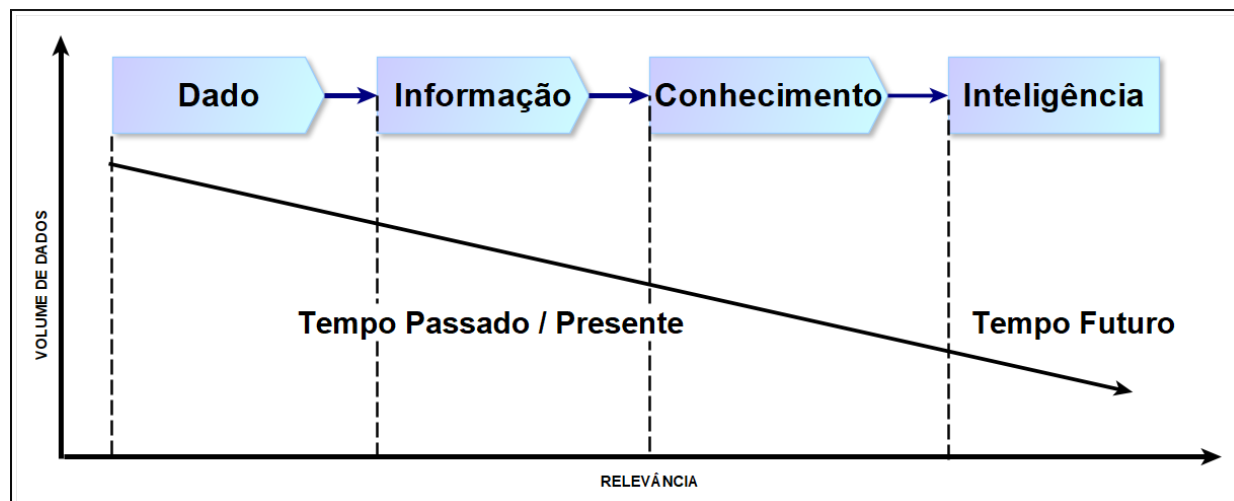 Dado
Informação
Conhecimento
Inteligência
VOLUME DE DADOS
Tempo Passado / Presente
Tempo Futuro
RELEVÂNCIA